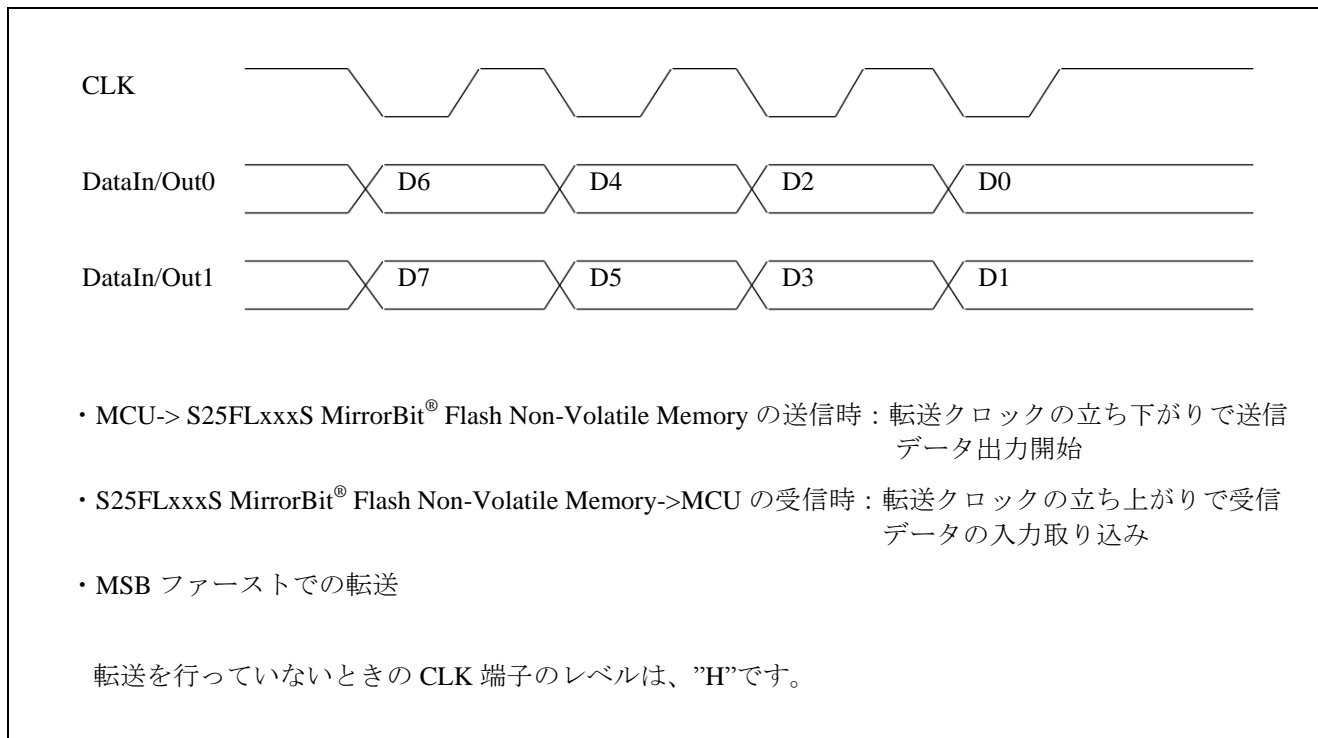 CLK
DataIn/Out0 D6 D4 D2 D0
DataIn/Out1 D7 D5 D3 D1
・MCU-> S25FLxxxS MirrorBit® Flash Non-Volatile Memory の送信時：転送クロックの立ち下がりで送信
データ出力開始
・S25FLxxxS MirrorBit® Flash Non-Volatile Memory->MCU の受信時：転送クロックの立ち上がりで受信
データの入力取り込み
・MSB ファーストでの転送
転送を行っていないときの CLK 端子のレベルは、”H”です。